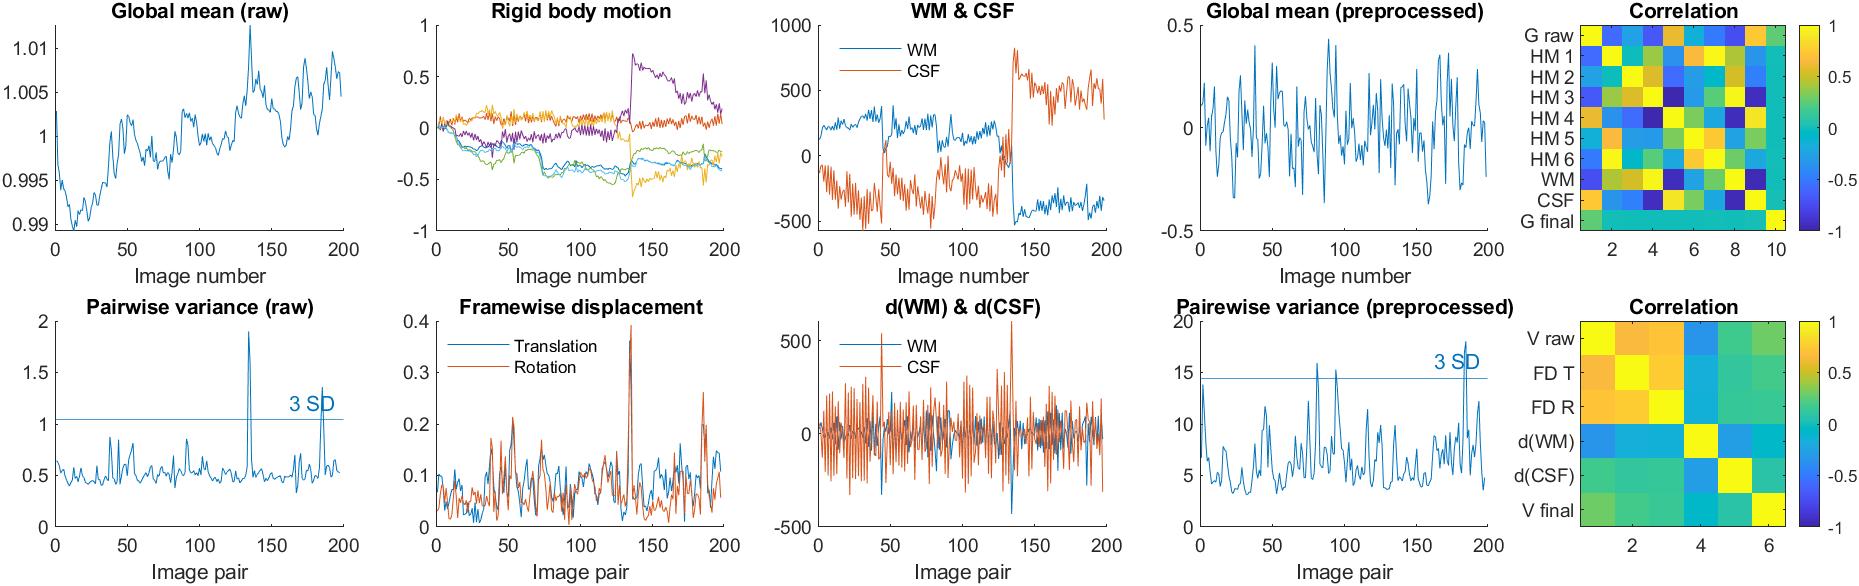 Global mean (raw)
1.01
1.005
1
0.995
0.99
0 50 100 150 200
Image number
Rigid body motion
1
0.5
0
-0.5
-1
0 50 100 150 200
Image number
WM & CSF
1000
500
0
-500
WM
CSF
0 50 100 150 200
Image number
Global mean (preprocessed)
0.5
0
-0.5
0 50 100 150 200
Image number
Correlation
G raw
HM 1
HM 2
HM 3
HM 4
HM 5
HM 6
WM
CSF
G final
2 4 6 8 10
1
0.5
0
-0.5
-1
Pairwise variance (raw)
2
1.5
1
0.5
0
3 SD
0 50 100 150 200
Image pair
Framewise displacement
0.4
0.3
0.2
0.1
0
Translation
Rotation
0 50 100 150 200
Image pair
d(WM) & d(CSF)
500
0
-500
WM
CSF
0 50 100 150 200
Image pair
Pairewise variance (preprocessed)
20
15
10
5
0
3 SD
0 50 100 150 200
Image pair
Correlation
V raw
FD T
FD R
d(WM)
d(CSF)
V final
2 4 6
1
0.5
0
-0.5
-1